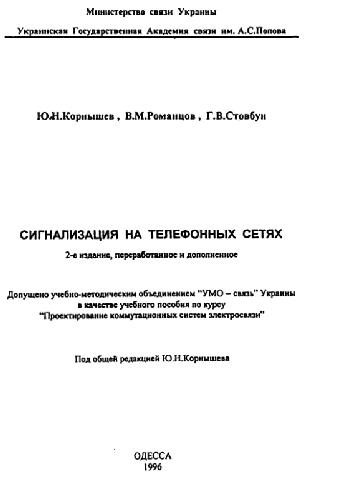 Министерства связи Украины
Украинская Государственная Академия связи им. А.С.Попова
Ю.Н.Корнышев , В.М.Романцов , Г.В.Стовбун
СИГНАЛИЗАЦИЯ НА ТЕЛЕФОННЫХ СЕТЯХ
2-е издание, переработанное и дополненное
Допущено учебно-методическим объединением "УМО – связь" Украины
в качестве учебного пособия по курсу
"Проектирование коммутационных систем электросвязи"
Под общей редакцией Ю.Н.Корнышева
ОДЕССА
1996